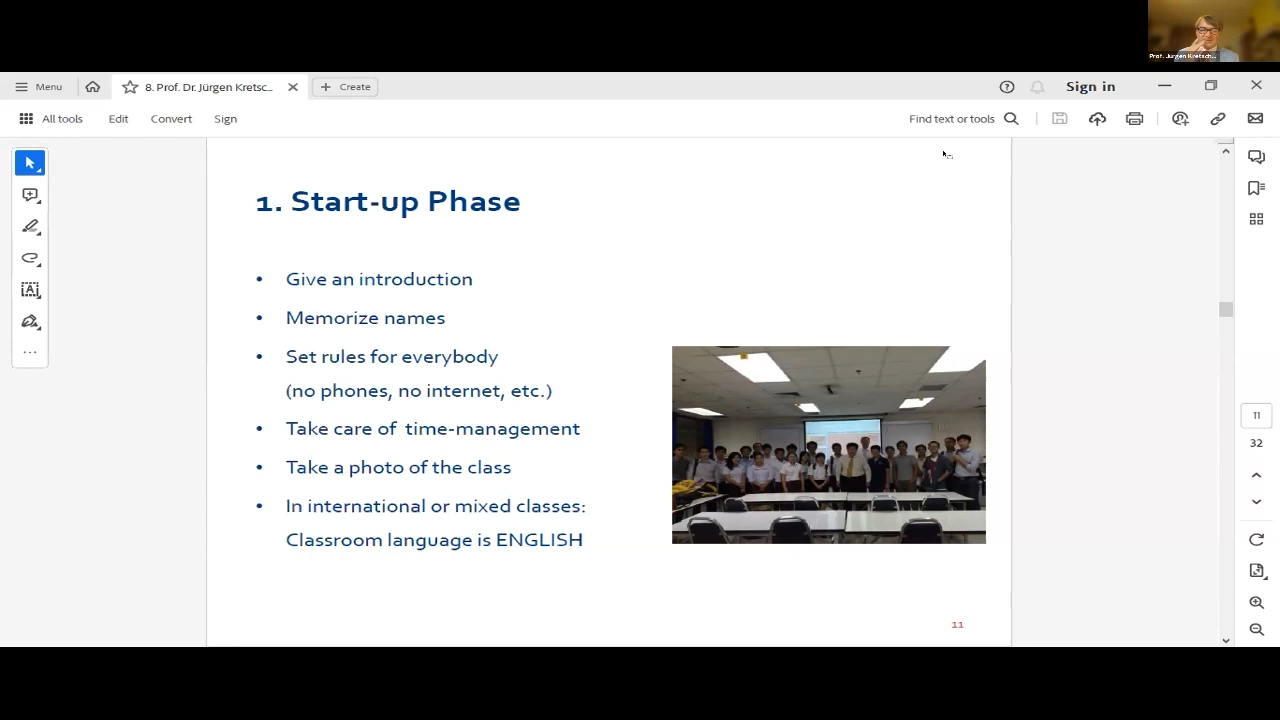 Prof. Jürgen Kretsch...
Menu
8. Prof. Dr. Jürgen Kretsc...
Create
Sign in
All tools
Edit
Convert
Sign
Find text or tools
1. Start-up Phase
• Give an introduction
• Memorize names
• Set rules for everybody
(no phones, no internet, etc.)
• Take care of time-management
• Take a photo of the class
• In international or mixed classes:
Classroom language is ENGLISH
11
11
32